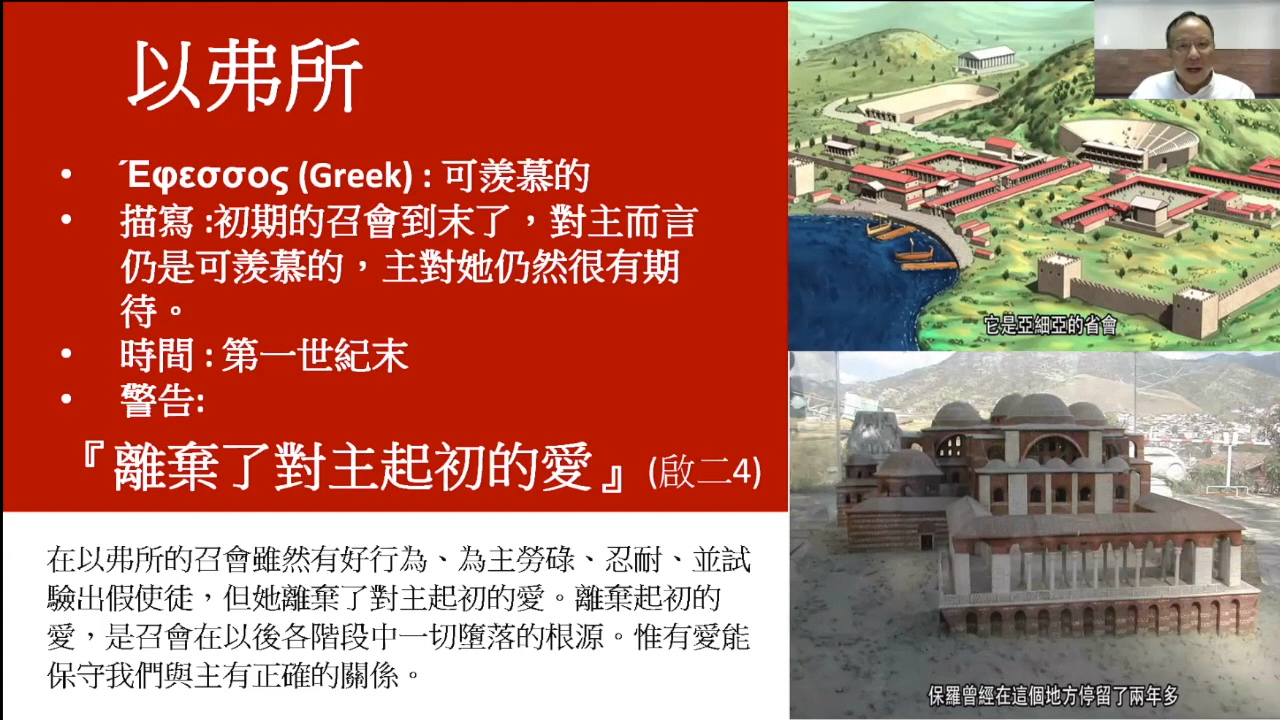 以弗所
• Έφεσσος (Greek) : 可羨慕的
• 描寫 :初期的召會到末了，對主而言
仍是可羨慕的，主對她仍然很有期
待。
• 時間 : 第一世紀末
• 警告:
『離棄了對主起初的愛』(啟二4)
在以弗所的召會雖然有好行為、為主勞碌、忍耐、並試
驗出假使徒，但她離棄了對主起初的愛。離棄起初的
愛，是召會在以後各階段中一切墮落的根源。惟有愛能
保守我們與主有正確的關係。
它是亞細亞的省會
保羅曾經在這個地方停留了兩年多